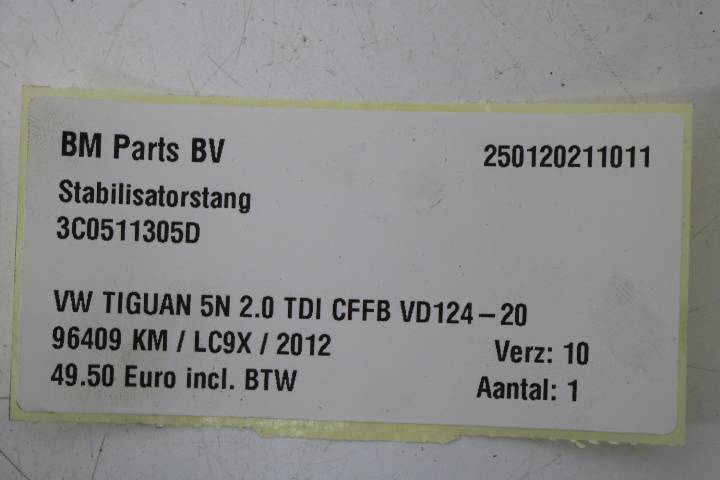 BM Parts BV 250120211011
Stabilisatorstang
3C0511305D
VW TIGUAN 5N 2.0 TDI CFFB VD124-20
96409 KM / LC9X / 2012 Verz: 10
49.50 Euro incl. BTW Aantal: 1